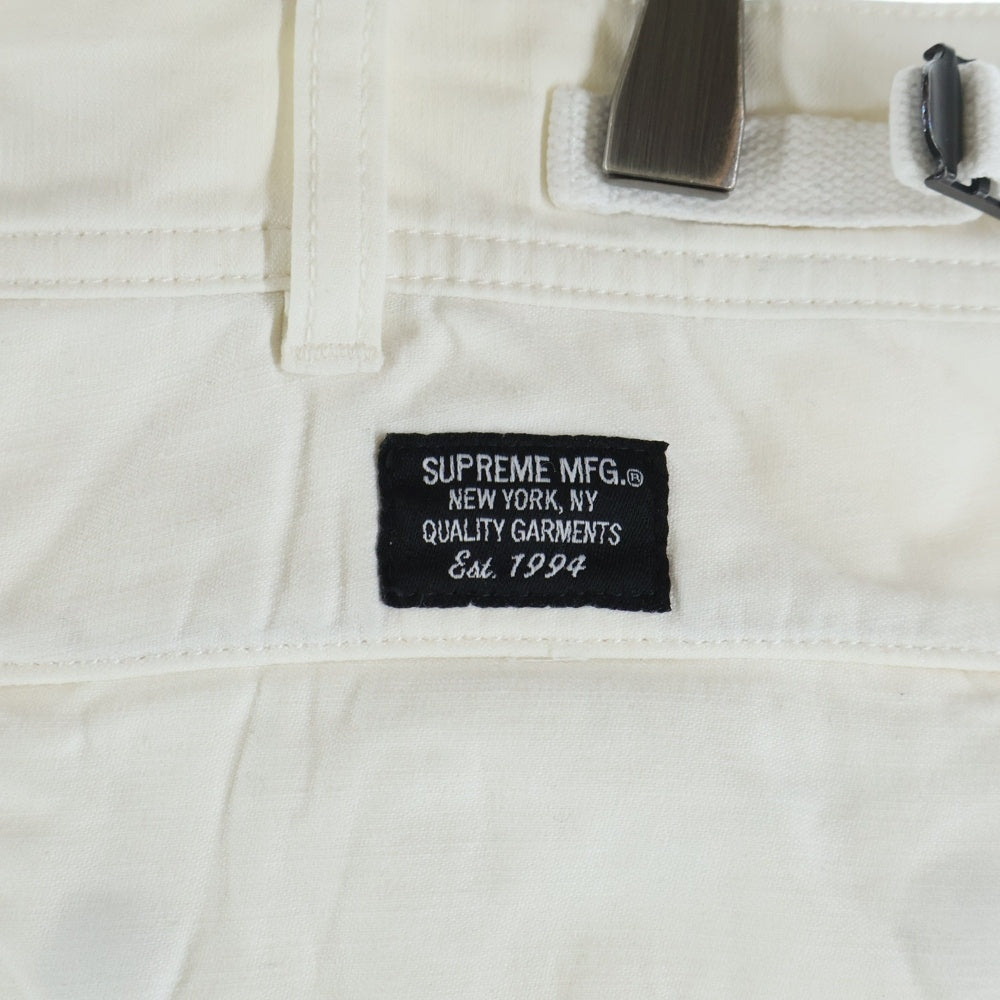 SUPREME MFG.®
NEW YORK, NY
QUALITY GARMENTS
Est. 1994